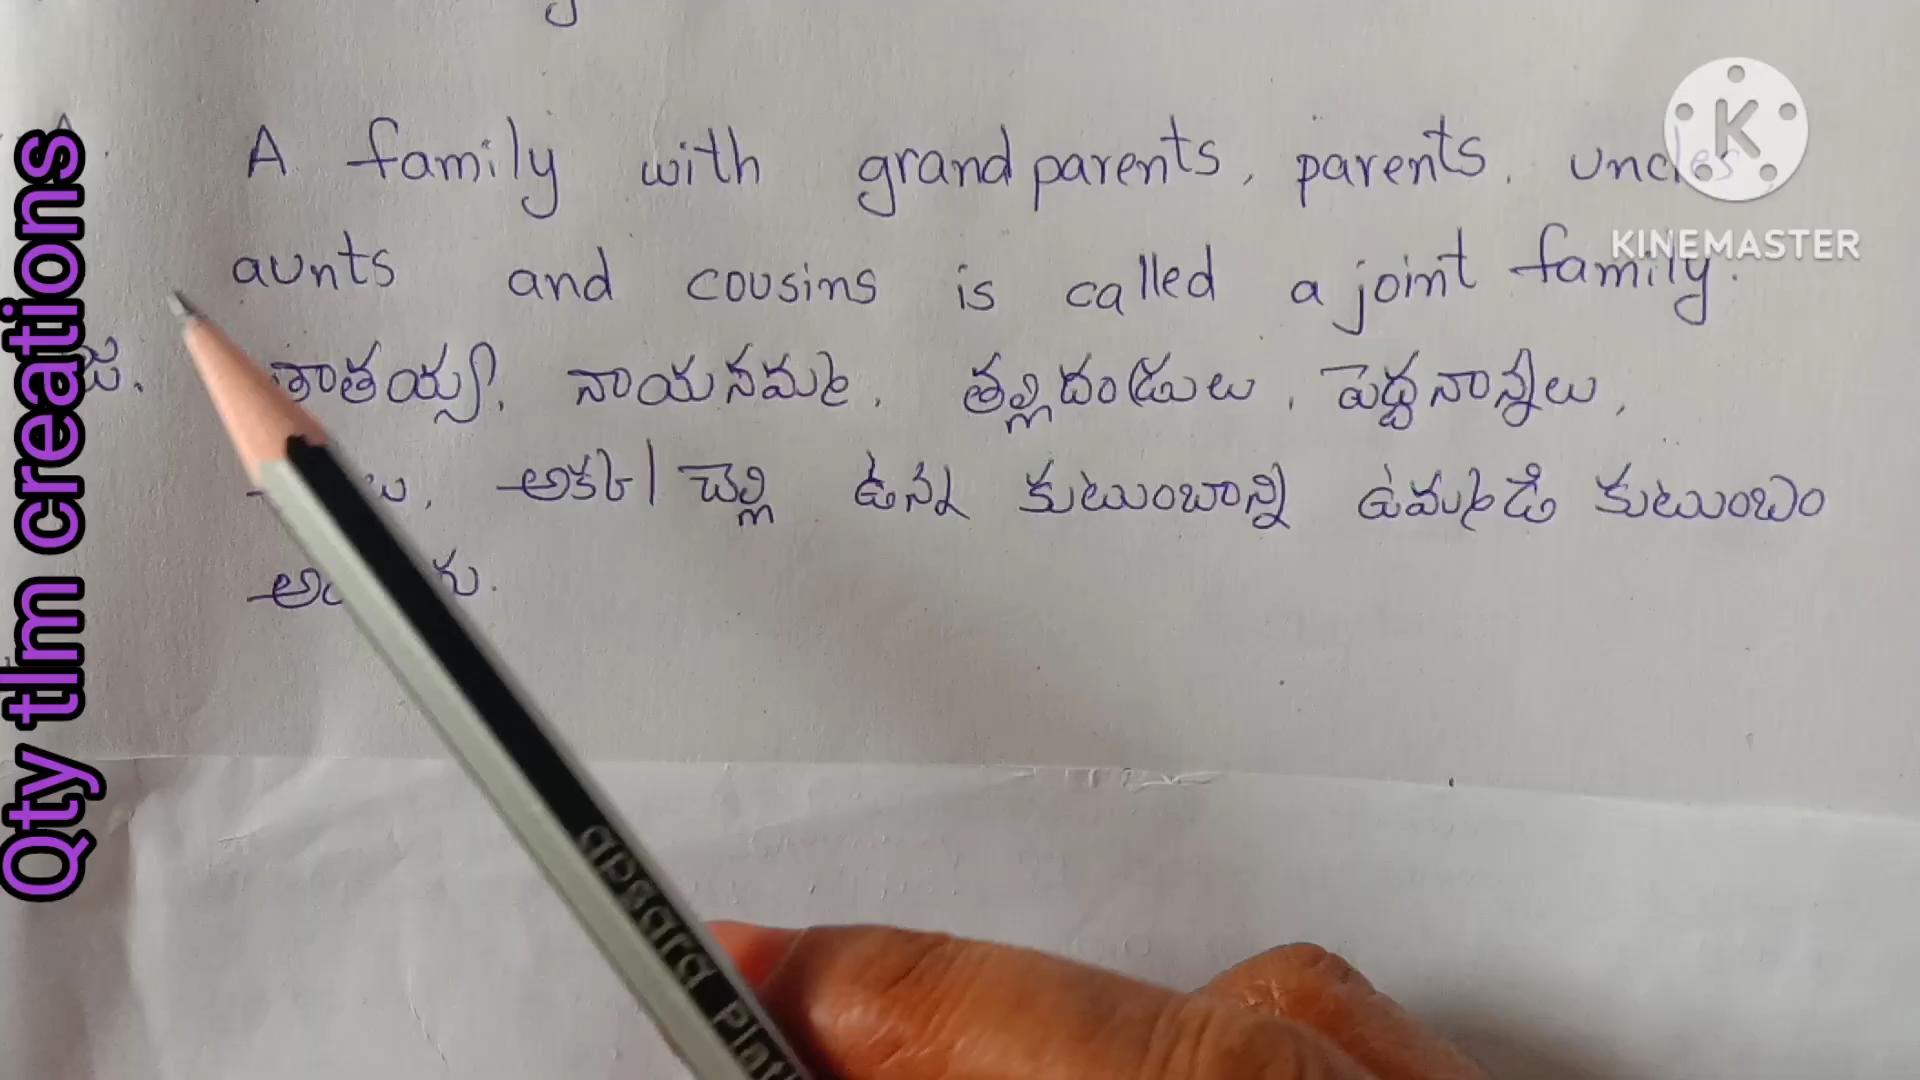 A family with grandparents, parents, uncles,
aunts and cousins is called a joint family.
జ. తాతయ్య, నాయనమ్మ, తల్లిదండ్రులు, పెద్దనాన్నలు,
అక్క/చెల్లి ఉన్న కుటుంబాన్ని ఉమ్మడి కుటుంబం
Qty tlm creations
KINEMASTER
apsara